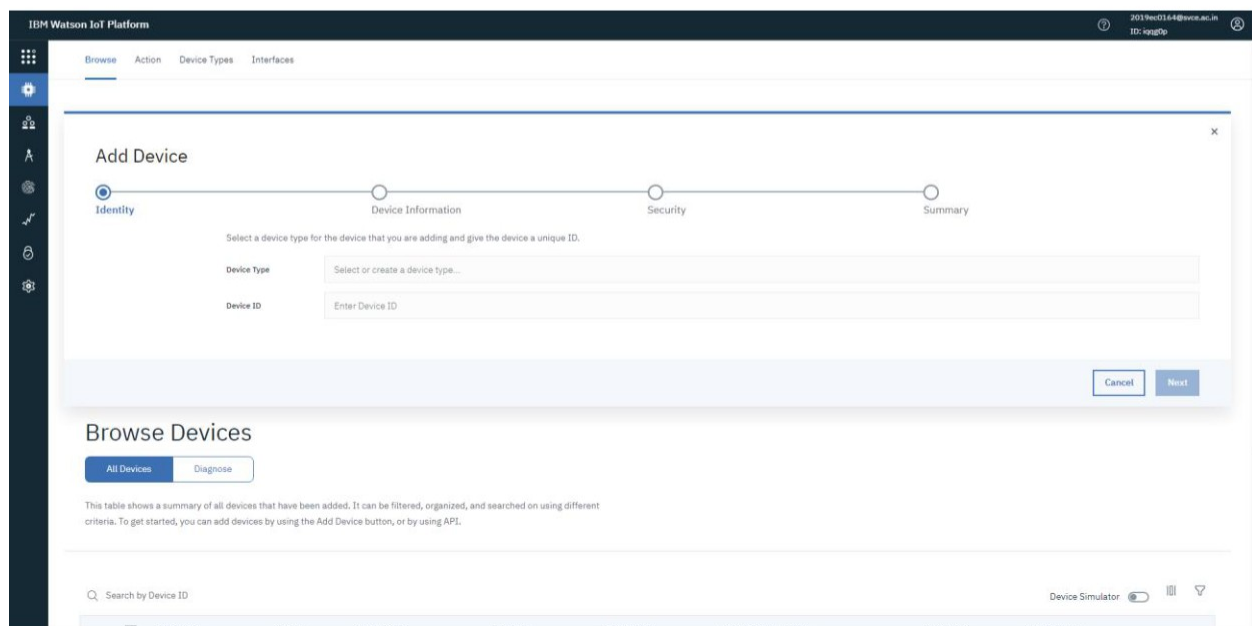 IBM Watson IoT Platform
2019ec0164@svce.ac.in
ID: iqqg0p
Browse Action Device Types Interfaces
Add Device
Identity Device Information Security Summary
Select a device type for the device that you are adding and give the device a unique ID.
Device Type Select or create a device type...
Device ID Enter Device ID
Cancel Next
Browse Devices
All Devices Diagnose
This table shows a summary of all devices that have been added. It can be filtered, organized, and searched on using different
criteria. To get started, you can add devices by using the Add Device button, or by using API.
Search by Device ID Device Simulator